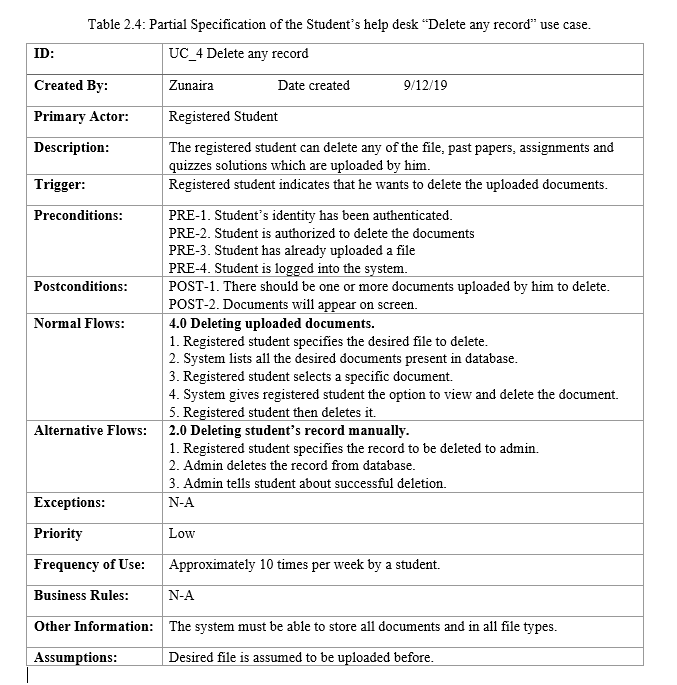 Table 2.4: Partial Specification of the Student's help desk “Delete any record” use case.
ID: UC_4 Delete any record
Created By: Zunaira Date created 9/12/19
Primary Actor: Registered Student
Description: The registered student can delete any of the file, past papers, assignments and
quizzes solutions which are uploaded by him.
Trigger: Registered student indicates that he wants to delete the uploaded documents.
Preconditions: PRE-1. Student's identity has been authenticated.
PRE-2. Student is authorized to delete the documents
PRE-3. Student has already uploaded a file
PRE-4. Student is logged into the system.
Postconditions: POST-1. There should be one or more documents uploaded by him to delete.
POST-2. Documents will appear on screen.
Normal Flows: 4.0 Deleting uploaded documents.
1. Registered student specifies the desired file to delete.
2. System lists all the desired documents present in database.
3. Registered student selects a specific document.
4. System gives registered student the option to view and delete the document.
5. Registered student then deletes it.
Alternative Flows: 2.0 Deleting student's record manually.
1. Registered student specifies the record to be deleted to admin.
2. Admin deletes the record from database.
3. Admin tells student about successful deletion.
Exceptions: N-A
Priority Low
Frequency of Use: Approximately 10 times per week by a student.
Business Rules: N-A
Other Information: The system must be able to store all documents and in all file types.
Assumptions: Desired file is assumed to be uploaded before.